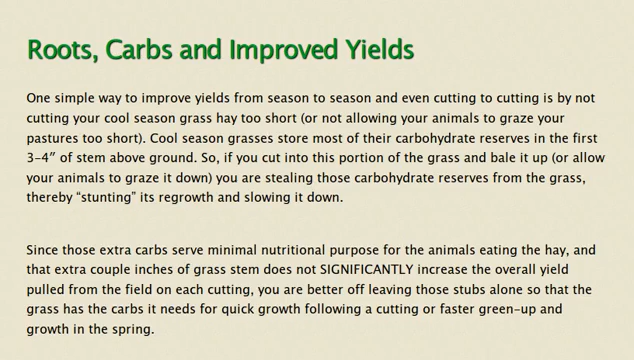 Roots, Carbs and Improved Yields
One simple way to improve yields from season to season and even cutting to cutting is by not
cutting your cool season grass hay too short (or not allowing your animals to graze your
pastures too short). Cool season grasses store most of their carbohydrate reserves in the first
3–4” of stem above ground. So, if you cut into this portion of the grass and bale it up (or allow
your animals to graze it down) you are stealing those carbohydrate reserves from the grass,
thereby “stunting” its regrowth and slowing it down.
Since those extra carbs serve minimal nutritional purpose for the animals eating the hay, and
that extra couple inches of grass stem does not SIGNIFICANTLY increase the overall yield
pulled from the field on each cutting, you are better off leaving those stubs alone so that the
grass has the carbs it needs for quick growth following a cutting or faster green-up and
growth in the spring.